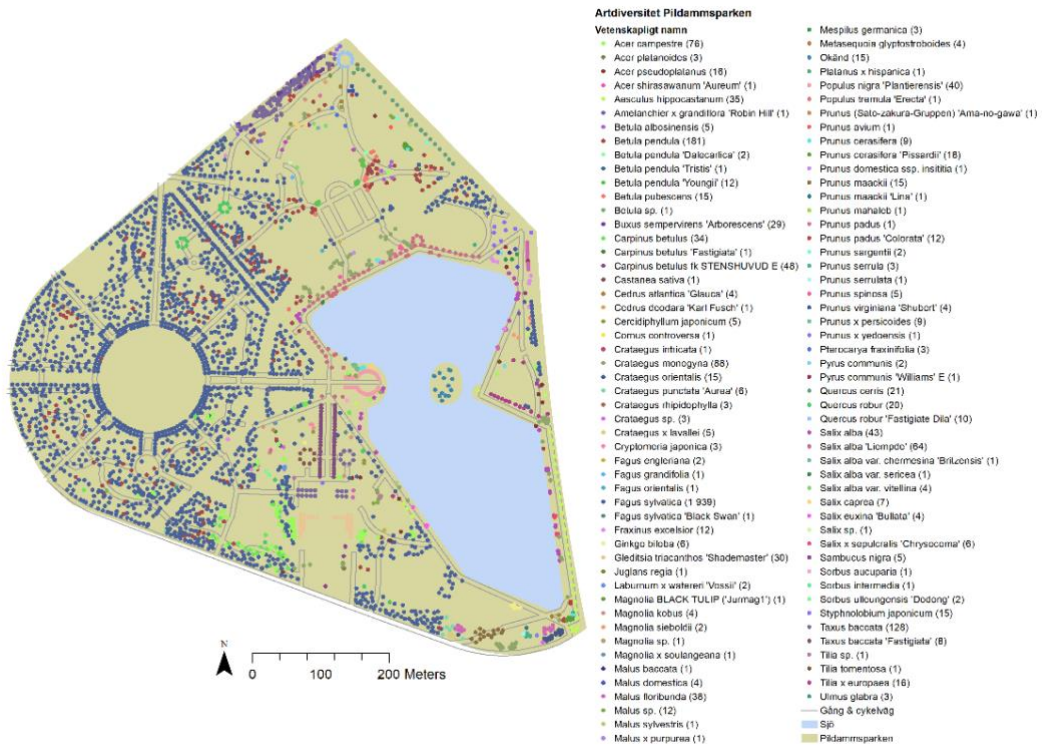 Artdiversitet Pildammsparken
Vetenskapligt namn
Acer campestre (76)
Acer platanoides (3)
Acer pseudoplatanus (16)
Acer shirasawanum 'Aureum' (1)
Aesculus hippocastanum (35)
Amelanchier x grandiflora 'Robin Hill' (1)
Betula albosinensis (5)
Betula pendula (181)
Betula pendula 'Dalecarlica' (2)
Betula pendula 'Tristis' (1)
Betula pendula 'Youngii' (12)
Betula pubescens (15)
Betula sp. (1)
Buxus sempervirens 'Arborescens' (29)
Carpinus betulus (34)
Carpinus betulus 'Fastigiata' (1)
Carpinus betulus fk STENSHUVUD E (48)
Castanea sativa (1)
Cedrus atlantica 'Glauca' (4)
Cedrus deodara 'Karl Fusch' (1)
Cercidiphyllum japonicum (5)
Cornus controversa (1)
Crataegus intricata (1)
Crataegus monogyna (88)
Crataegus orientalis (15)
Crataegus punctata 'Aurea' (6)
Crataegus rhipidophylla (3)
Crataegus sp. (3)
Crataegus x lavallei (5)
Cryptomeria japonica (3)
Fagus engleriana (2)
Fagus grandifolia (1)
Fagus orientalis (1)
Fagus sylvatica (1 939)
Fagus sylvatica 'Black Swan' (1)
Fraxinus excelsior (12)
Ginkgo biloba (6)
Gleditsia triacanthos 'Shademaster' (30)
Juglans regia (1)
Laburnum x watereri 'Vossii' (2)
Magnolia BLACK TULIP ('Jurmag1') (1)
Magnolia kobus (4)
Magnolia sieboldii (2)
Magnolia sp. (1)
Magnolia x soulangeana (1)
Malus baccata (1)
Malus domestica (4)
Malus floribunda (38)
Malus sp. (12)
Malus sylvestris (1)
Malus x purpurea (1)
Mespilus germanica (3)
Metasequoia glyptostroboides (4)
Okänd (15)
Platanus x hispanica (1)
Populus nigra 'Plantierensis' (40)
Populus tremula 'Erecta' (1)
Prunus (Sato-zakura-Gruppen) 'Ama-no-gawa' (1)
Prunus avium (1)
Prunus cerasifera (9)
Prunus cerasifera 'Pissardii' (18)
Prunus domestica ssp. insititia (1)
Prunus maackii (15)
Prunus maackii 'Lina' (1)
Prunus mahaleb (1)
Prunus padus (1)
Prunus padus 'Colorata' (12)
Prunus sargentii (2)
Prunus serrula (3)
Prunus serrulata (1)
Prunus spinosa (5)
Prunus virginiana 'Shubert' (4)
Prunus x persicoides (9)
Prunus x yedoensis (1)
Pterocarya fraxinifolia (3)
Pyrus communis (2)
Pyrus communis 'Williams' E (1)
Quercus cerris (21)
Quercus robur (20)
Quercus robur 'Fastigiate Dila' (10)
Salix alba (43)
Salix alba 'Liempde' (64)
Salix alba var. chermesina 'Britzensis' (1)
Salix alba var. sericea (1)
Salix alba var. vitellina (4)
Salix caprea (7)
Salix euxina 'Bullata' (4)
Salix sp. (1)
Salix x sepulcralis 'Chrysocoma' (6)
Sambucus nigra (5)
Sorbus aucuparia (1)
Sorbus intermedia (1)
Sorbus ulleungensis 'Dodong' (2)
Styphnolobium japonicum (15)
Taxus baccata (128)
Taxus baccata 'Fastigiata' (8)
Tilia sp. (1)
Tilia tomentosa (1)
Tilia x europaea (16)
Ulmus glabra (3)
Gång & cykelväg
Sjö
Pildammsparken
N
0 100 200 Meters